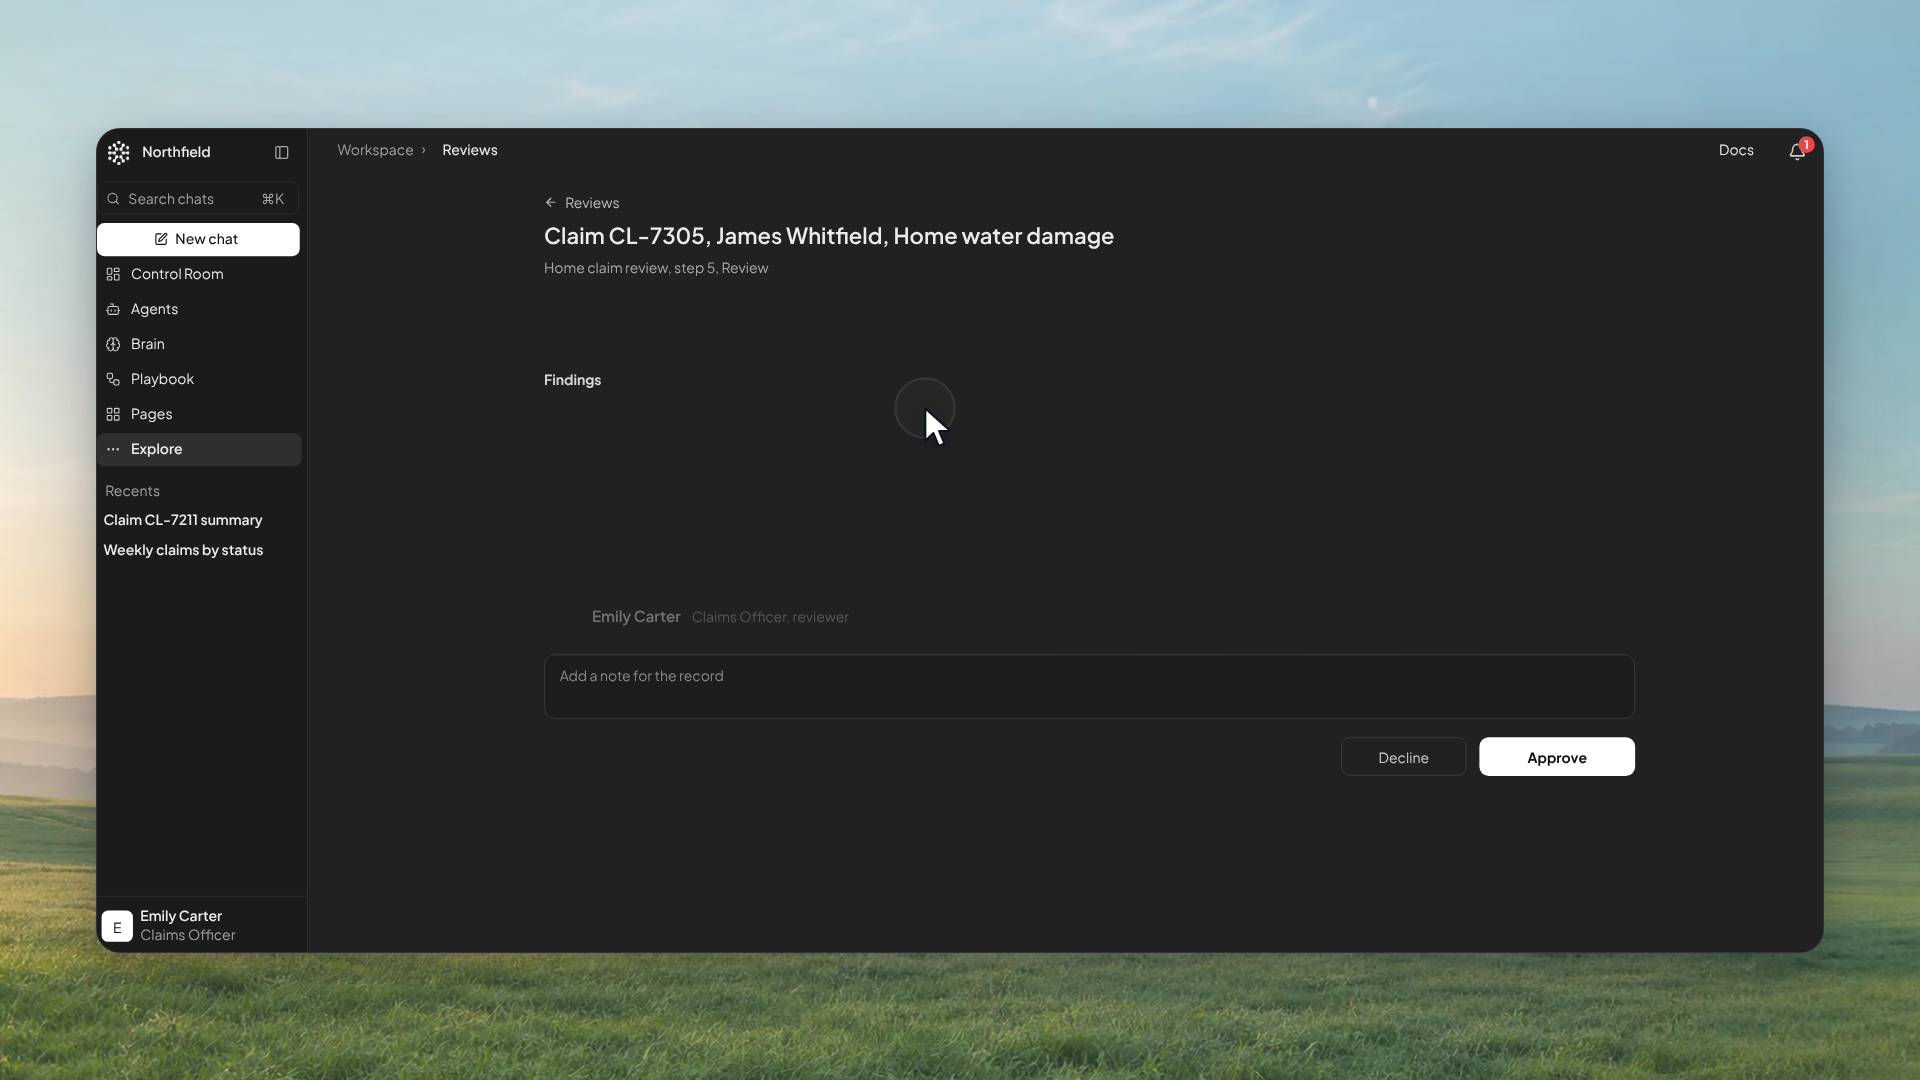 Northfield
Search chats ⌘K
New chat
Control Room
Agents
Brain
Playbook
Pages
Explore
Recents
Claim CL-7211 summary
Weekly claims by status
E
Emily Carter
Claims Officer
Workspace › Reviews
Docs
1
← Reviews
Claim CL-7305, James Whitfield, Home water damage
Home claim review, step 5, Review
Findings
Emily Carter Claims Officer, reviewer
Add a note for the record
Decline
Approve